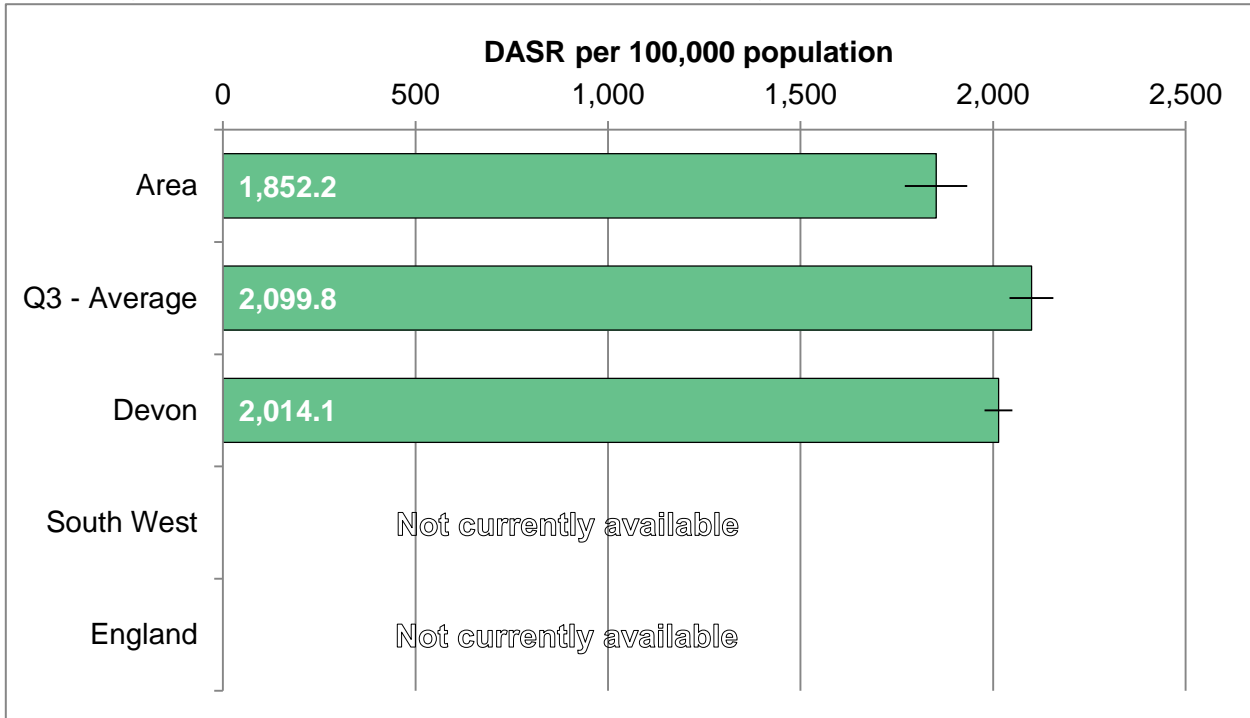 DASR per 100,000 population
0 500 1,000 1,500 2,000 2,500
Area 1,852.2
Q3 - Average 2,099.8
Devon 2,014.1
South West Not currently available
England Not currently available